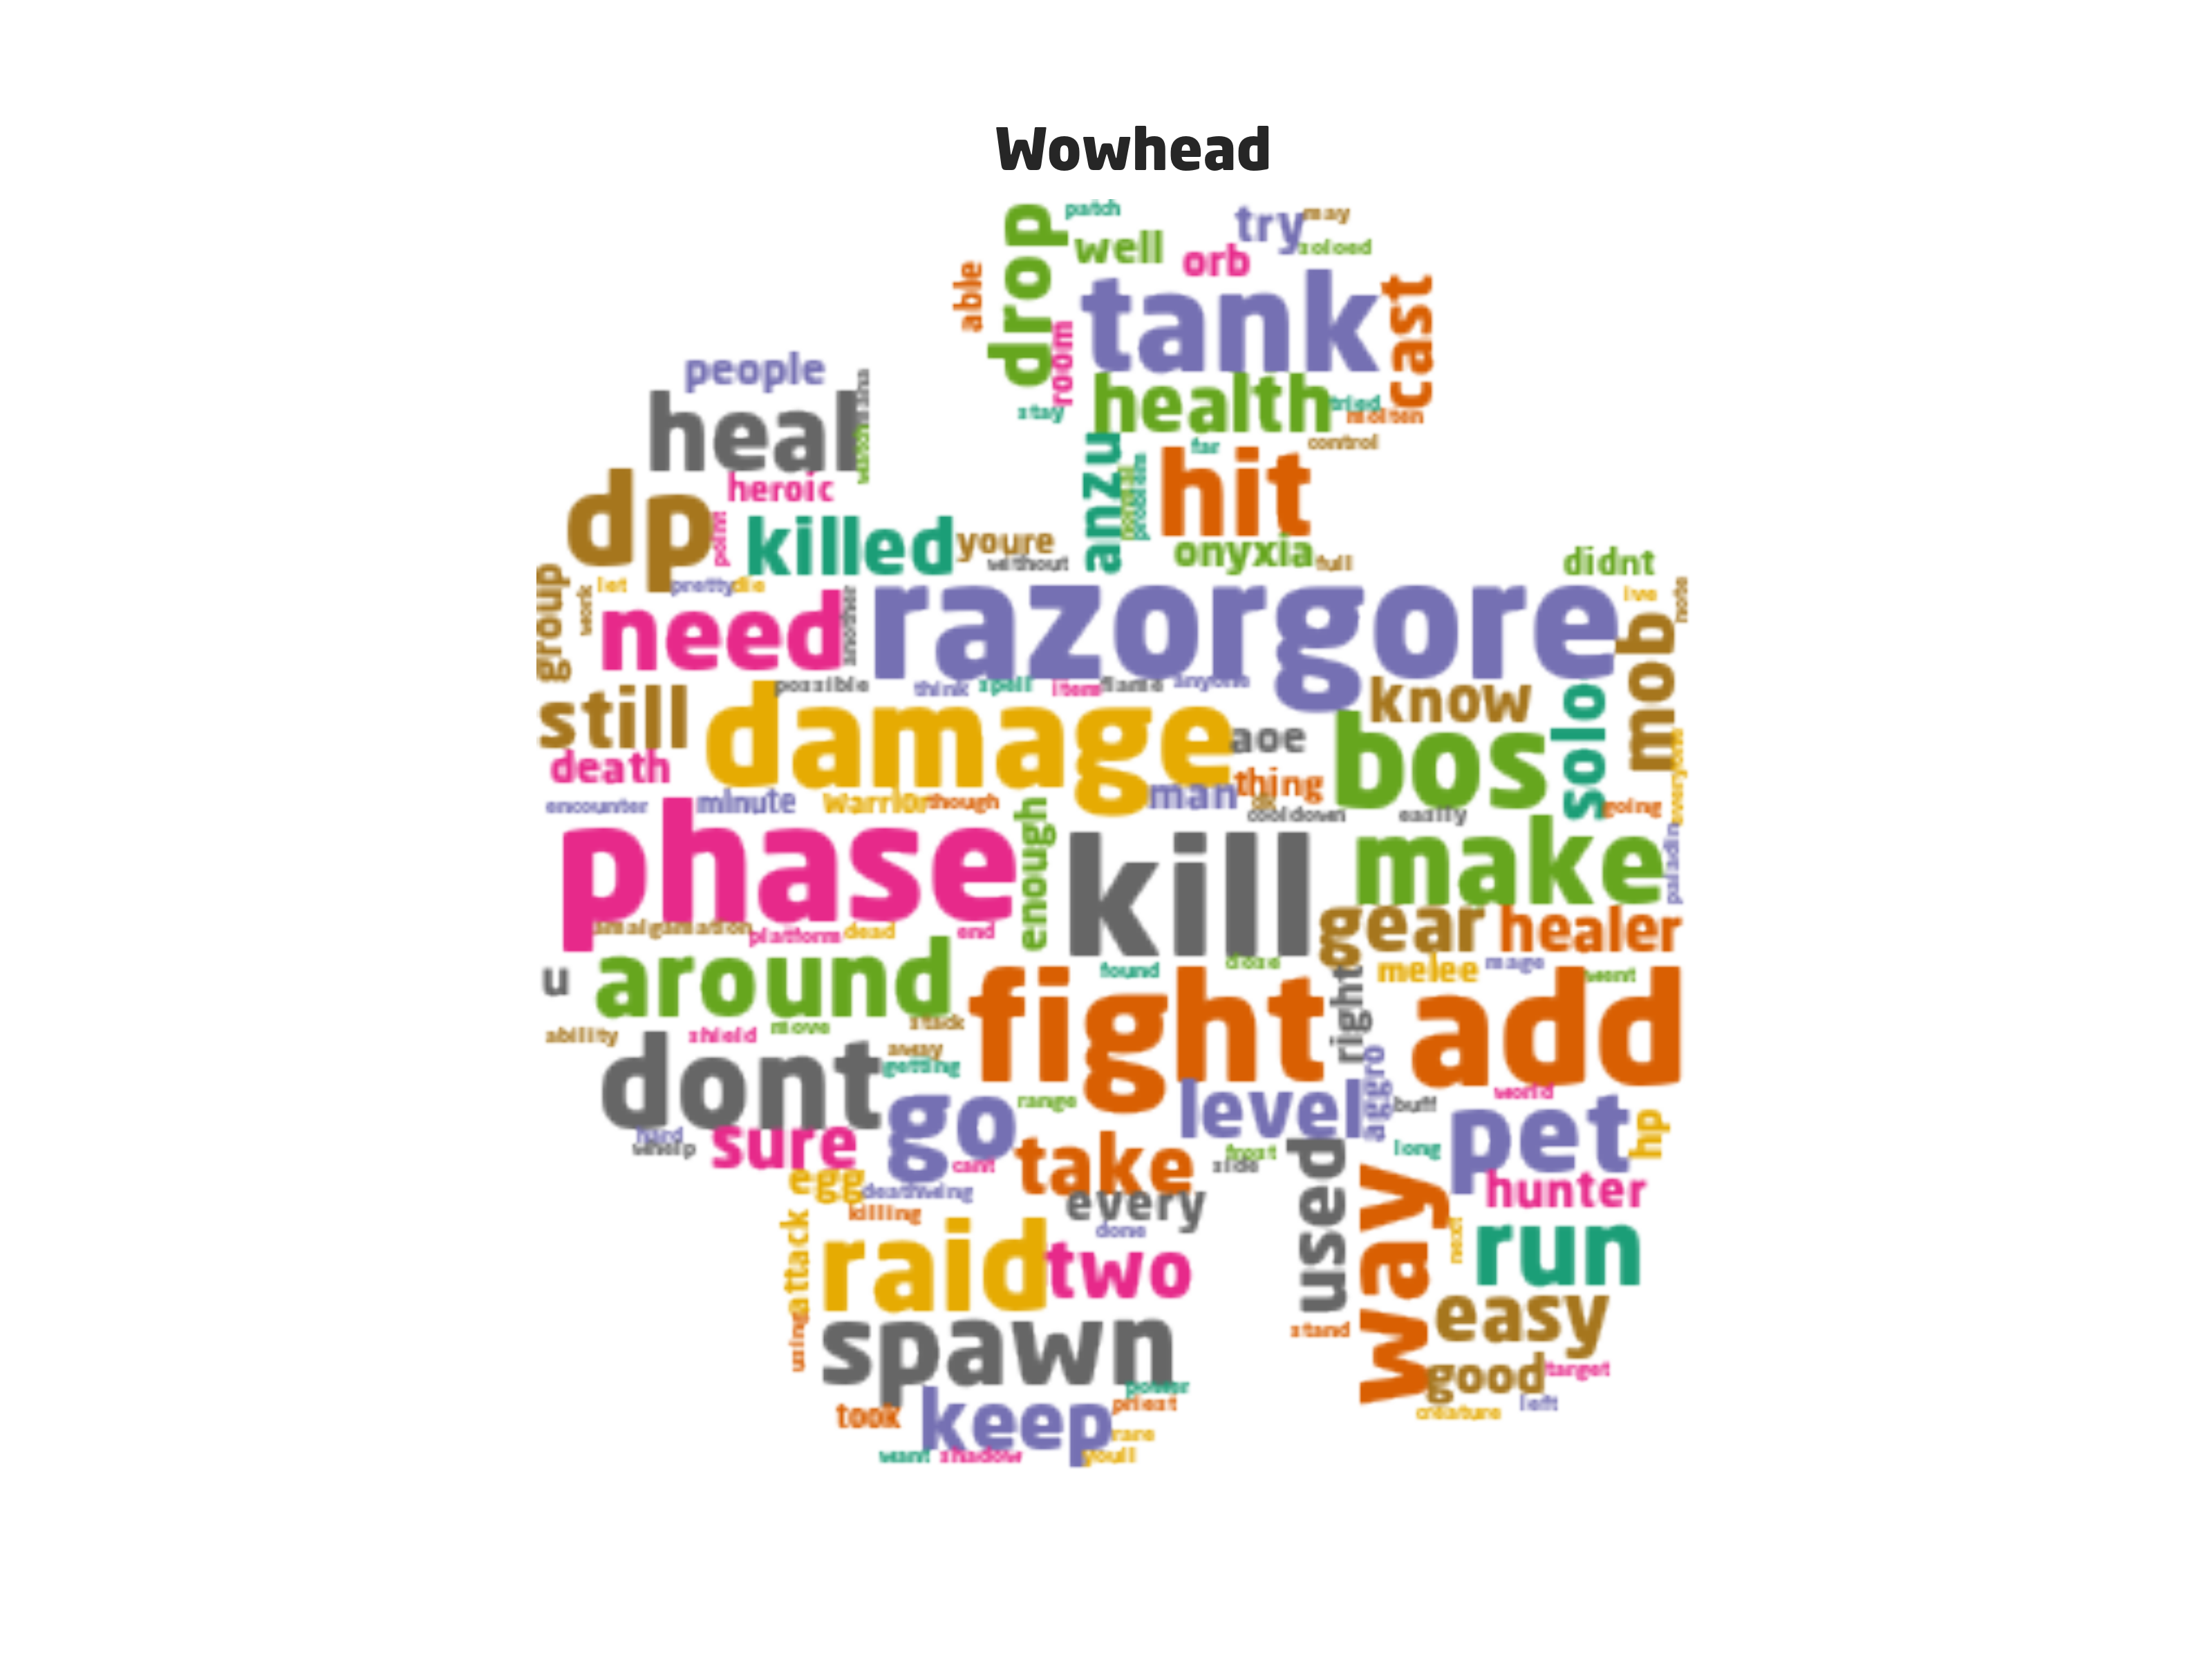 Wowhead
patch
try
may
drop
well
soloed
orb
able
tank
cast
room
people
health
stay
tried
molten
heal
control
far
anzu
hit
heroic
dp
point
killed
youre
without
onyxia
full
didnt
group
work
let
pretty
die
need
another
razorgore
live
note
mob
possible
think
spell
item
flame
anyone
know
still
damage
aoe
bos
solo
everyone
death
thing
man
encounter
minute
warrior
though
cooldown
easily
going
phase
enough
kill
make
paladin
amalgamation
platform
dead
end
gear
healer
u
around
found
close
melee
mage
went
fight
right
add
ability
shield
move
stack
away
getting
dont
aggro
world
go
range
level
buff
pet
hp
hard
whelp
sure
cant
take
frost
side
long
used
way
egg
deathwing
every
hunter
killing
done
attack
raid
two
next
run
using
spawn
stand
easy
good
target
power
took
keep
priest
creature
left
rare
want
shadow
youll